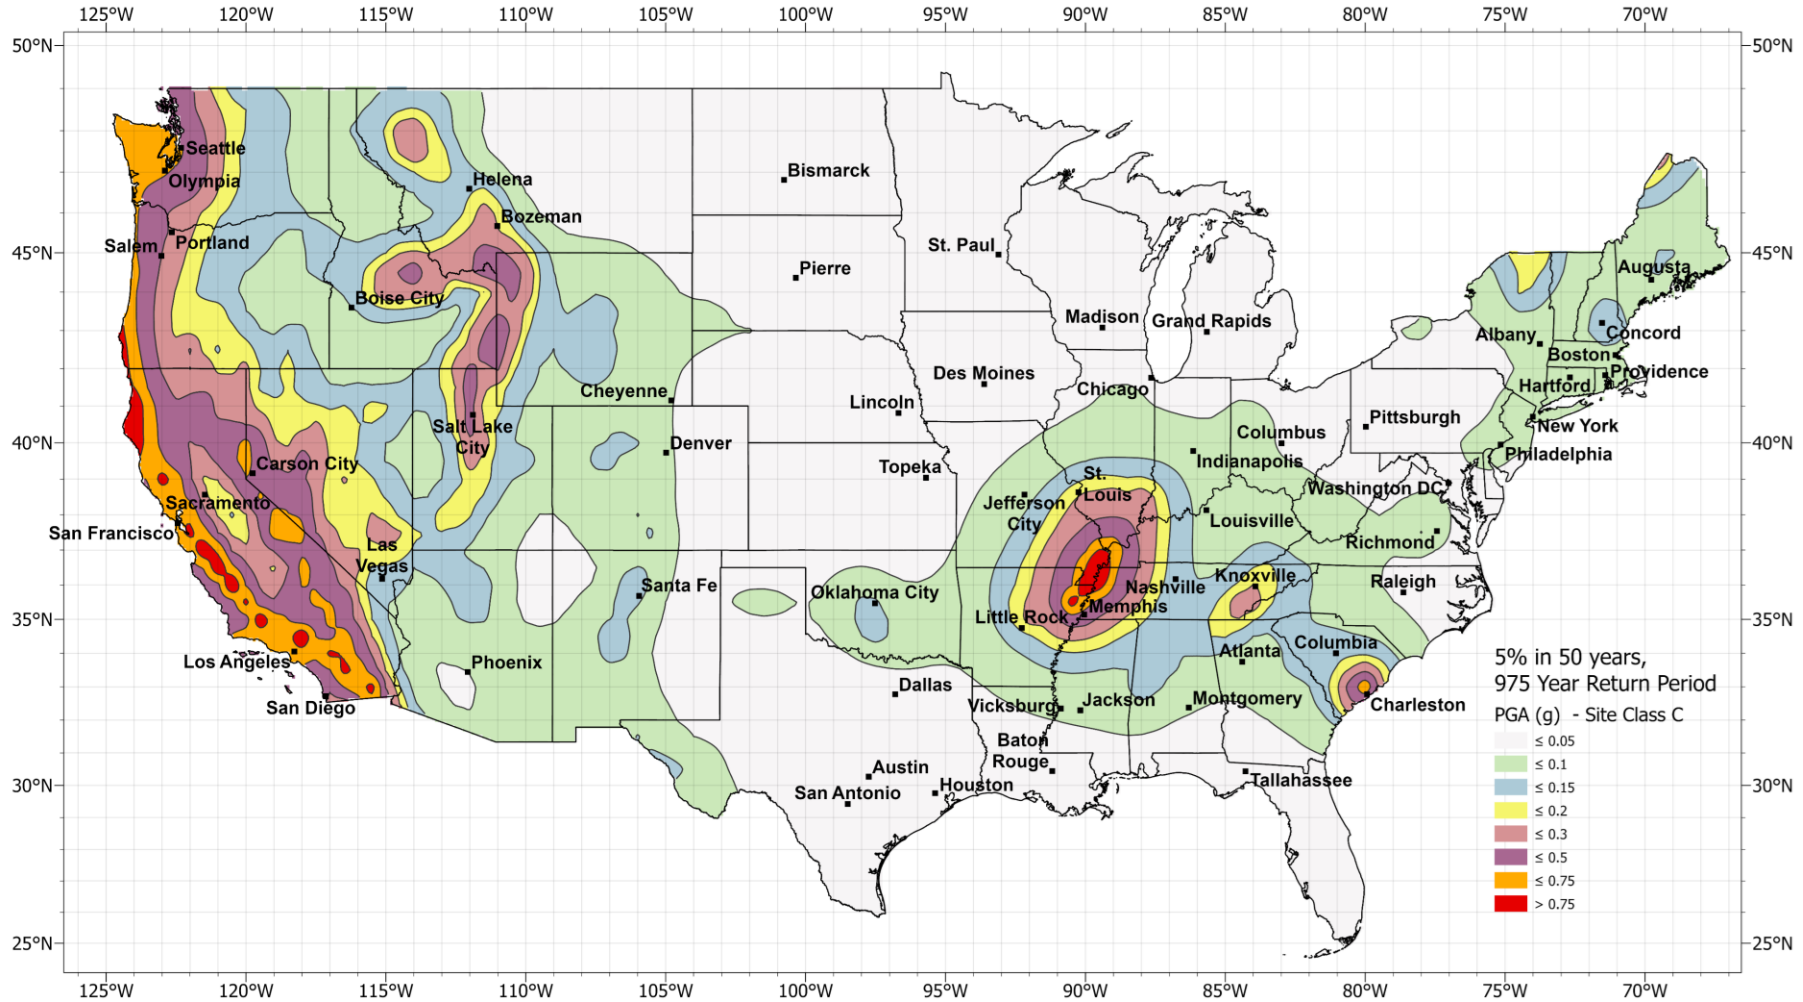 125°W 120°W 115°W 110°W 105°W 100°W 95°W 90°W 85°W 80°W 75°W 70°W
50°N 50°N
Seattle
Olympia
Helena
Bismarck
Bozeman
Portland
Salem
45°N 45°N
St. Paul
Pierre
Augusta
Boise City
Madison
Grand Rapids
Concord
Albany
Boston
Providence
Hartford
Des Moines
Chicago
Cheyenne
Lincoln
New York
Pittsburgh
Salt Lake
City
Columbus
40°N 40°N
Denver
Philadelphia
Indianapolis
Carson City
Topeka
St.
Louis
Washington DC
Sacramento
Jefferson
City
Louisville
San Francisco
Richmond
Las
Vegas
Knoxville
Raleigh
Santa Fe
Nashville
Oklahoma City
Memphis
Little Rock
35°N 35°N
Columbia
Atlanta
Los Angeles
Phoenix
Dallas
Jackson
Montgomery
Vicksburg
Charleston
San Diego
Baton
Rouge
Austin
Tallahassee
Houston
San Antonio
30°N 30°N
25°N 25°N
5% in 50 years,
975 Year Return Period
PGA (g) - Site Class C
≤ 0.05
≤ 0.1
≤ 0.15
≤ 0.2
≤ 0.3
≤ 0.5
≤ 0.75
> 0.75
125°W 120°W 115°W 110°W 105°W 100°W 95°W 90°W 85°W 80°W 75°W 70°W